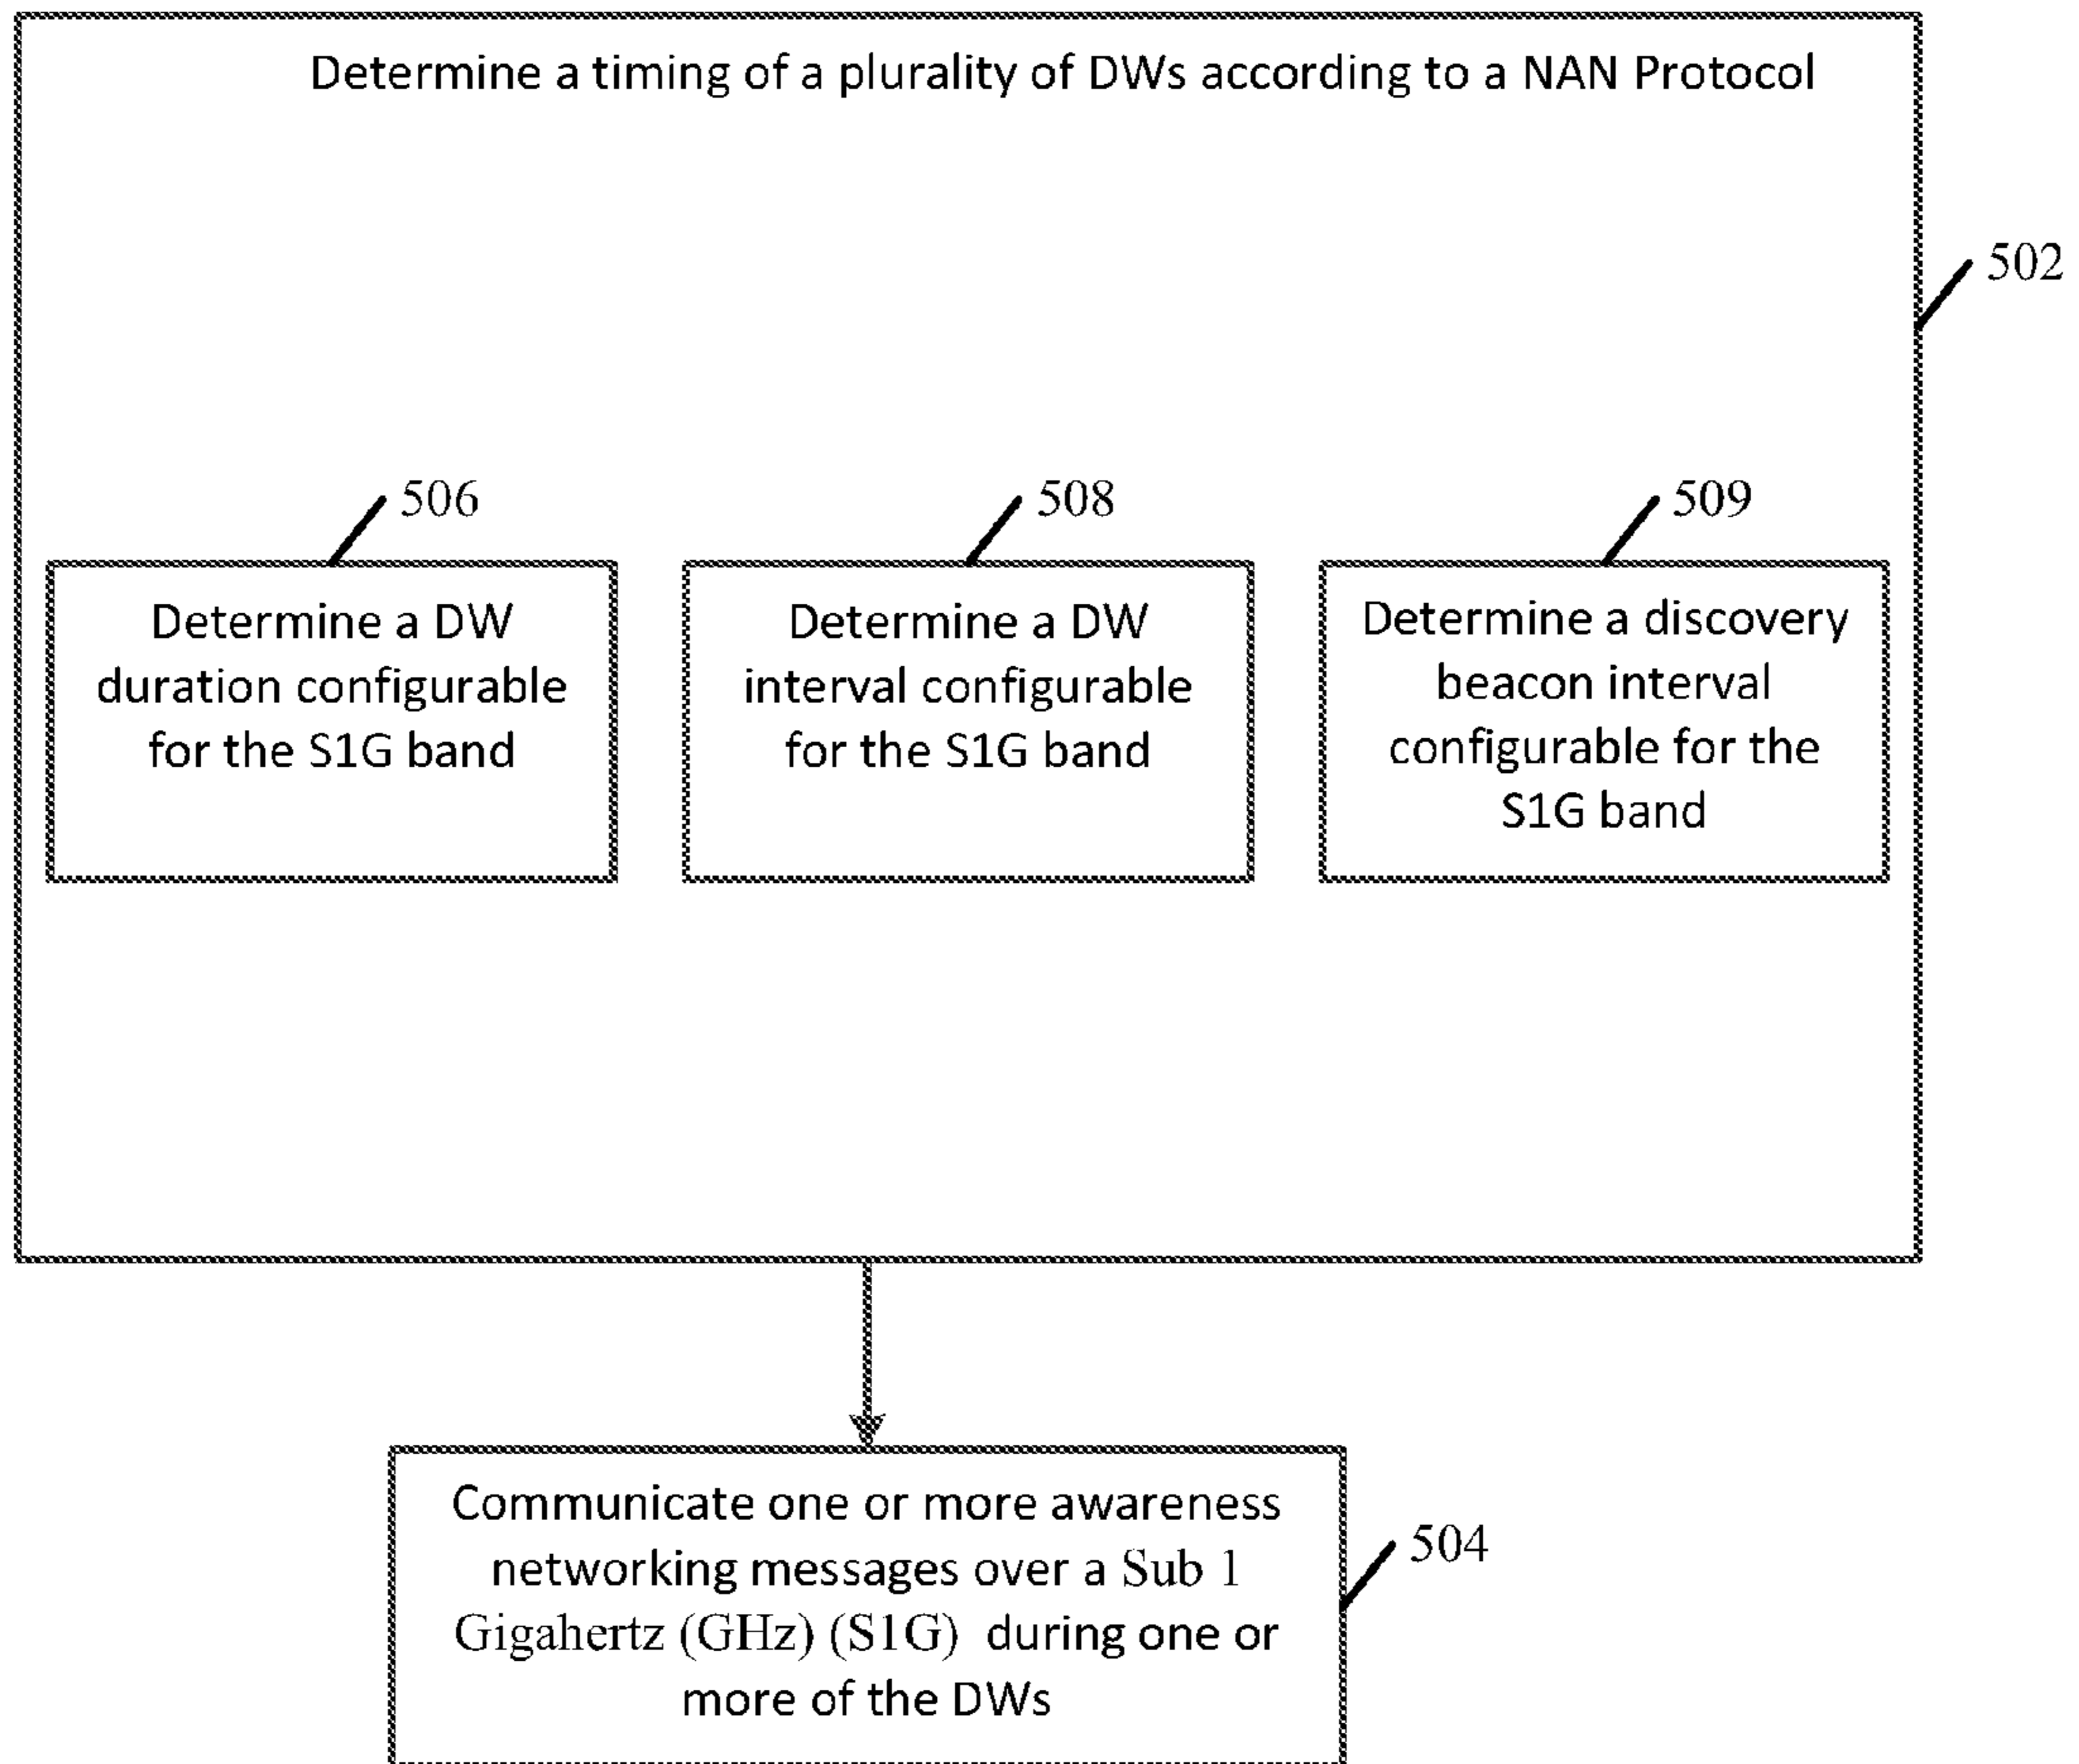 Determine a timing of a plurality of DWs according to a NAN Protocol
502
506
508
509
Determine a DW
duration configurable
for the S1G band
Determine a DW
interval configurable
for the S1G band
Determine a discovery
beacon interval
configurable for the
S1G band
Communicate one or more awareness
networking messages over a Sub 1
Gigahertz (GHz) (S1G) during one or
more of the DWs
504